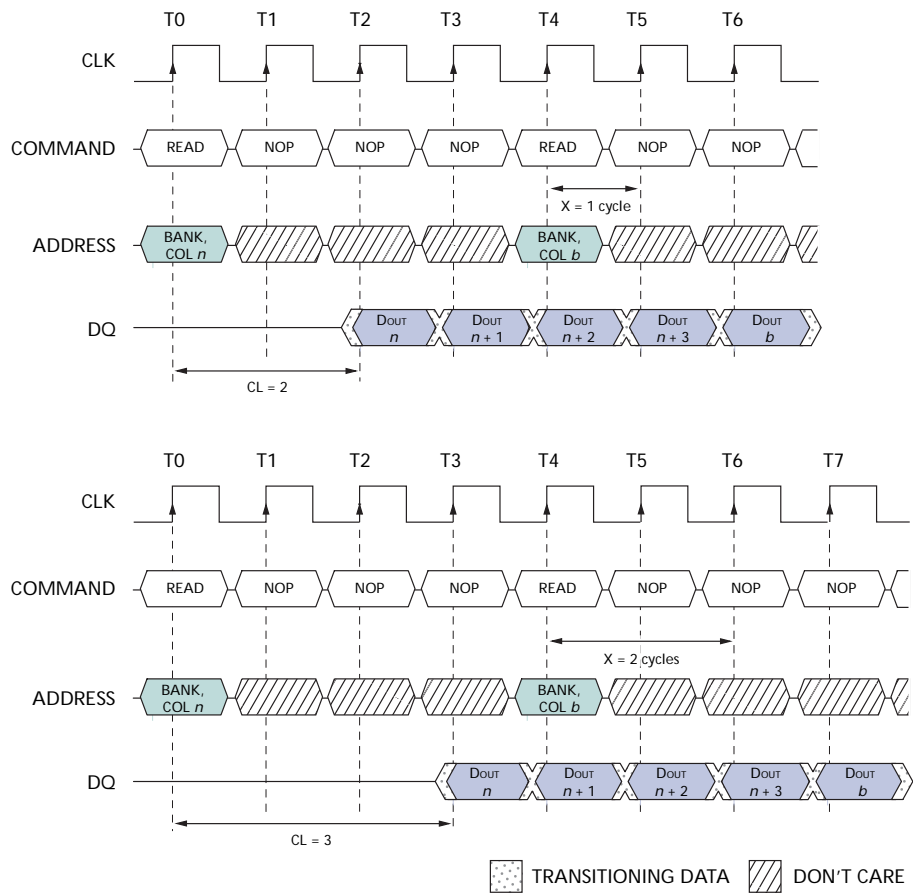 T0 T1 T2 T3 T4 T5 T6
CLK
COMMAND READ NOP NOP NOP READ NOP NOP
X = 1 cycle
ADDRESS BANK, COL n BANK, COL b
DQ DOUT n DOUT n + 1 DOUT n + 2 DOUT n + 3 DOUT b
CL = 2
T0 T1 T2 T3 T4 T5 T6 T7
CLK
COMMAND READ NOP NOP NOP READ NOP NOP NOP
X = 2 cycles
ADDRESS BANK, COL n BANK, COL b
DQ DOUT n DOUT n + 1 DOUT n + 2 DOUT n + 3 DOUT b
CL = 3
TRANSITIONING DATA DON'T CARE